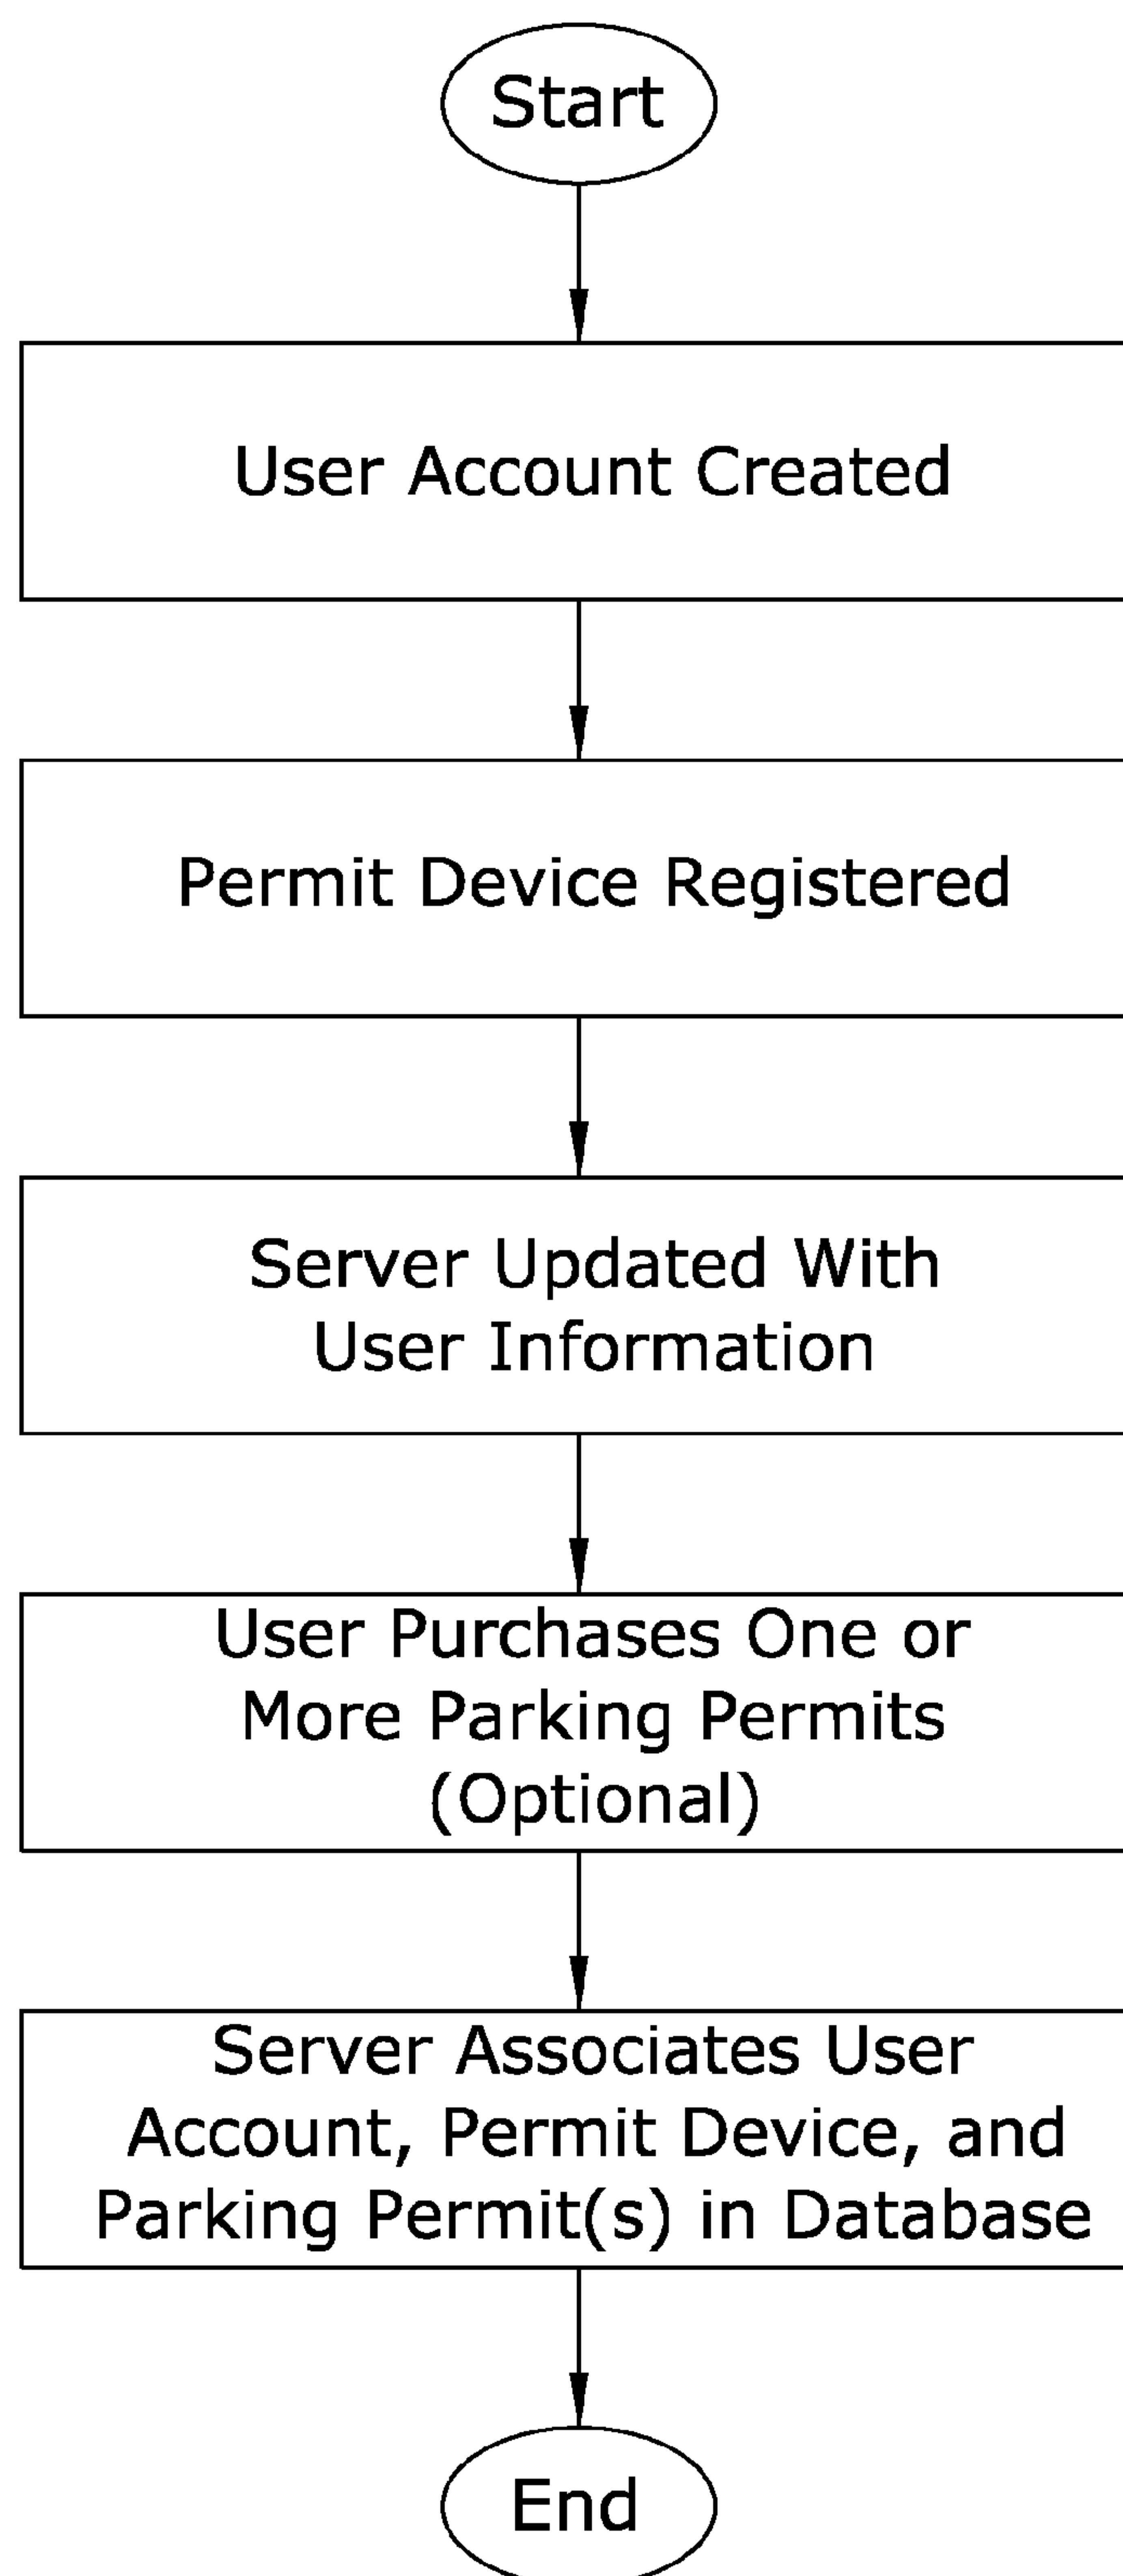 Start
User Account Created
Permit Device Registered
Server Updated With
User Information
User Purchases One or
More Parking Permits
(Optional)
Server Associates User
Account, Permit Device, and
Parking Permit(s) in Database
End